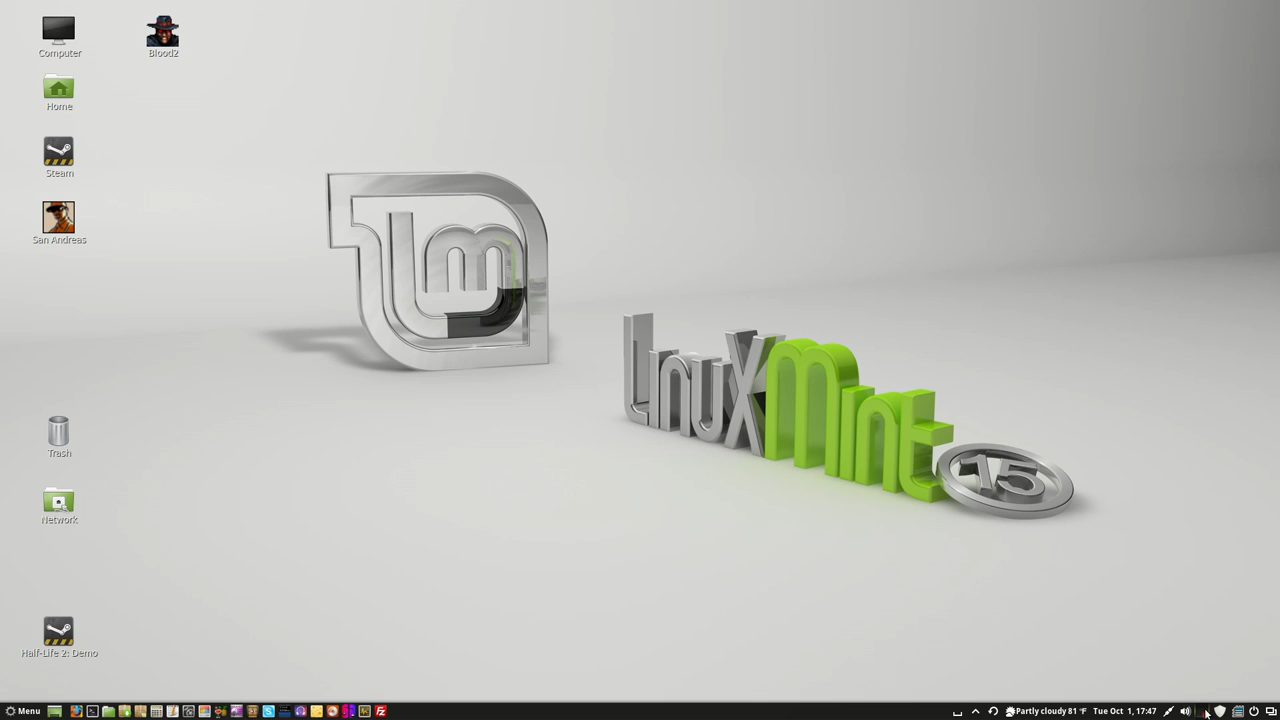 Computer
Blood2
Home
Steam
San Andreas
lm
LinuxMint
15
Trash
Network
Half-Life 2: Demo
Menu
Partly cloudy 81 °F Tue Oct 1, 17:47